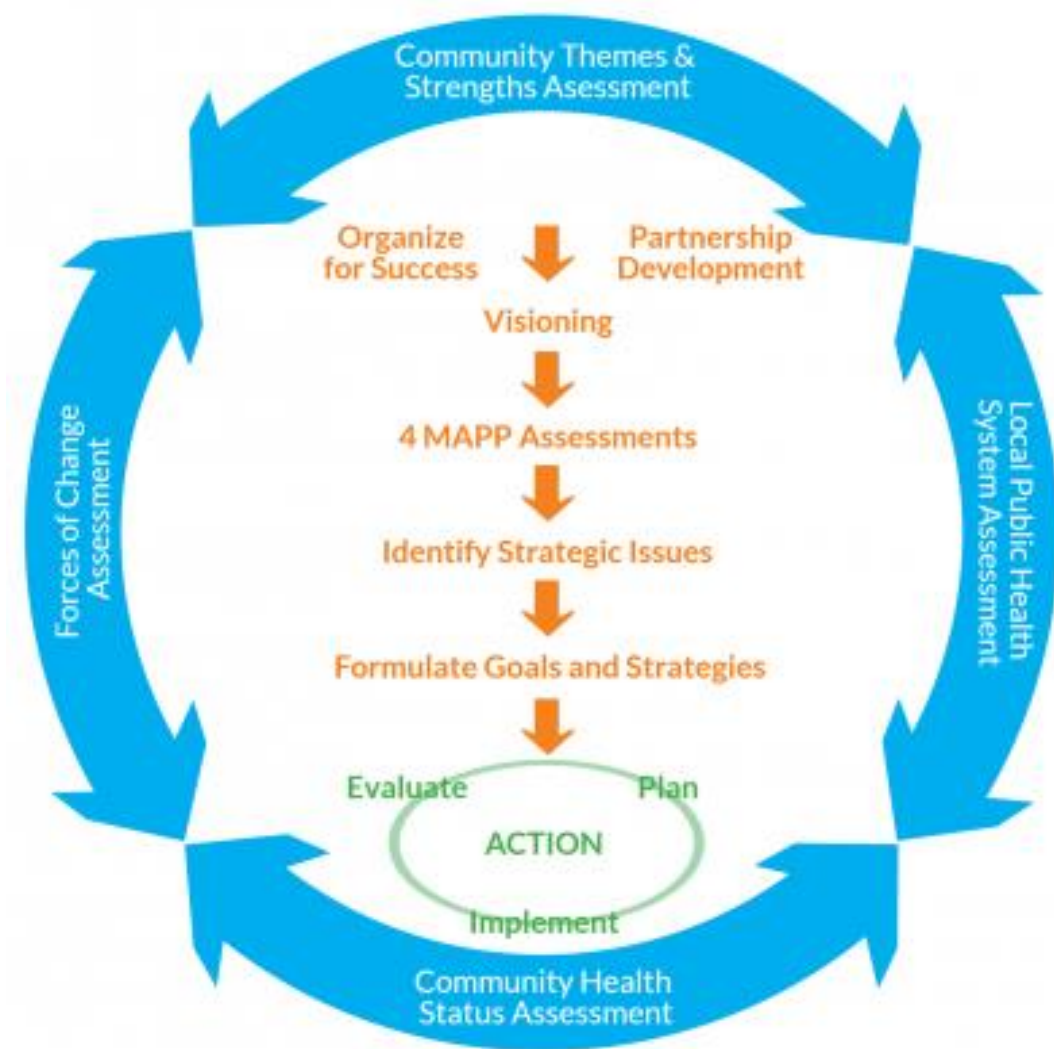 Community Themes &
Strengths Asessment
Organize
for Success
Partnership
Development
Visioning
4 MAPP Assessments
Identify Strategic Issues
Formulate Goals and Strategies
Evaluate
Plan
ACTION
Implement
Forces of Change
Assessment
Local Public Health
System Assessment
Community Health
Status Assessment